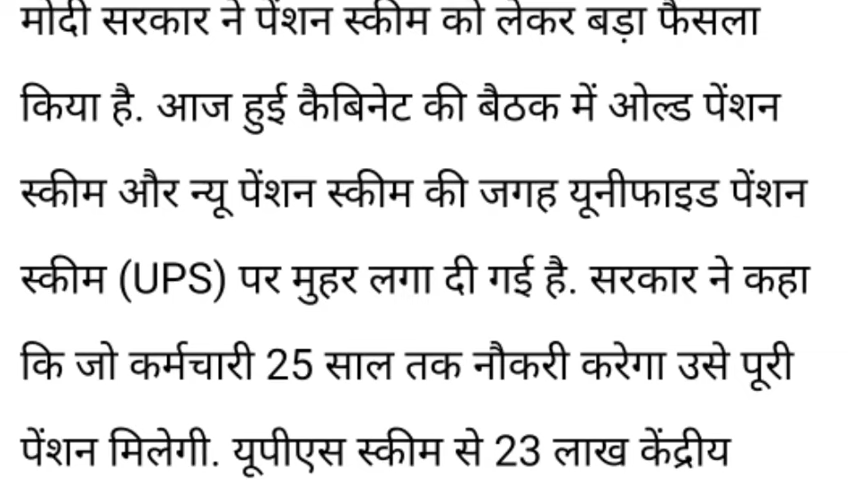 मोदी सरकार ने पेंशन स्कीम को लेकर बड़ा फैसला
किया है. आज हुई कैबिनेट की बैठक में ओल्ड पेंशन
स्कीम और न्यू पेंशन स्कीम की जगह यूनीफाइड पेंशन
स्कीम (UPS) पर मुहर लगा दी गई है. सरकार ने कहा
कि जो कर्मचारी 25 साल तक नौकरी करेगा उसे पूरी
पेंशन मिलेगी. यूपीएस स्कीम से 23 लाख केंद्रीय